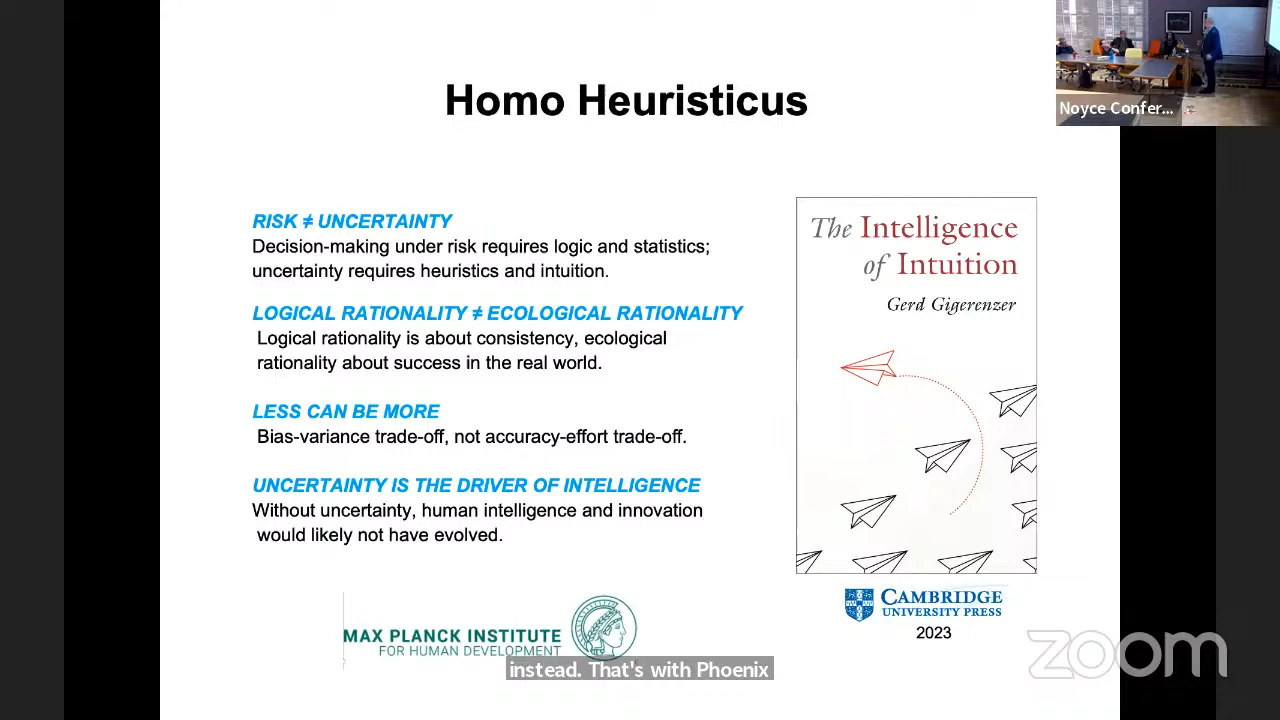 Homo Heuristicus
Noyce Confer...
RISK ≠ UNCERTAINTY
Decision-making under risk requires logic and statistics;
uncertainty requires heuristics and intuition.
LOGICAL RATIONALITY ≠ ECOLOGICAL RATIONALITY
Logical rationality is about consistency, ecological
rationality about success in the real world.
LESS CAN BE MORE
Bias-variance trade-off, not accuracy-effort trade-off.
UNCERTAINTY IS THE DRIVER OF INTELLIGENCE
Without uncertainty, human intelligence and innovation
would likely not have evolved.
The Intelligence
of Intuition
Gerd Gigerenzer
CAMBRIDGE
UNIVERSITY PRESS
2023
MAX PLANCK INSTITUTE
FOR HUMAN DEVELOPMENT
zoom
instead. That's with Phoenix